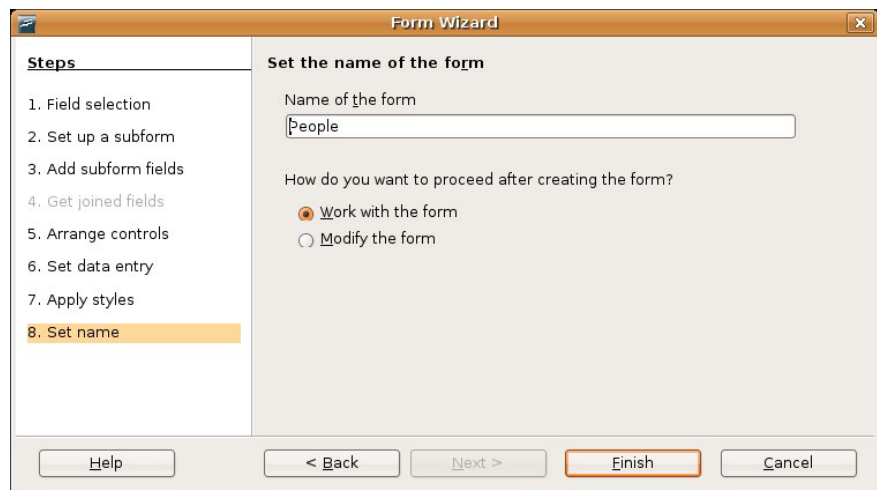 Form Wizard
Steps
1. Field selection
2. Set up a subform
3. Add subform fields
4. Get joined fields
5. Arrange controls
6. Set data entry
7. Apply styles
8. Set name
Set the name of the form
Name of the form
People
How do you want to proceed after creating the form?
Work with the form
Modify the form
Help
< Back
Next >
Finish
Cancel